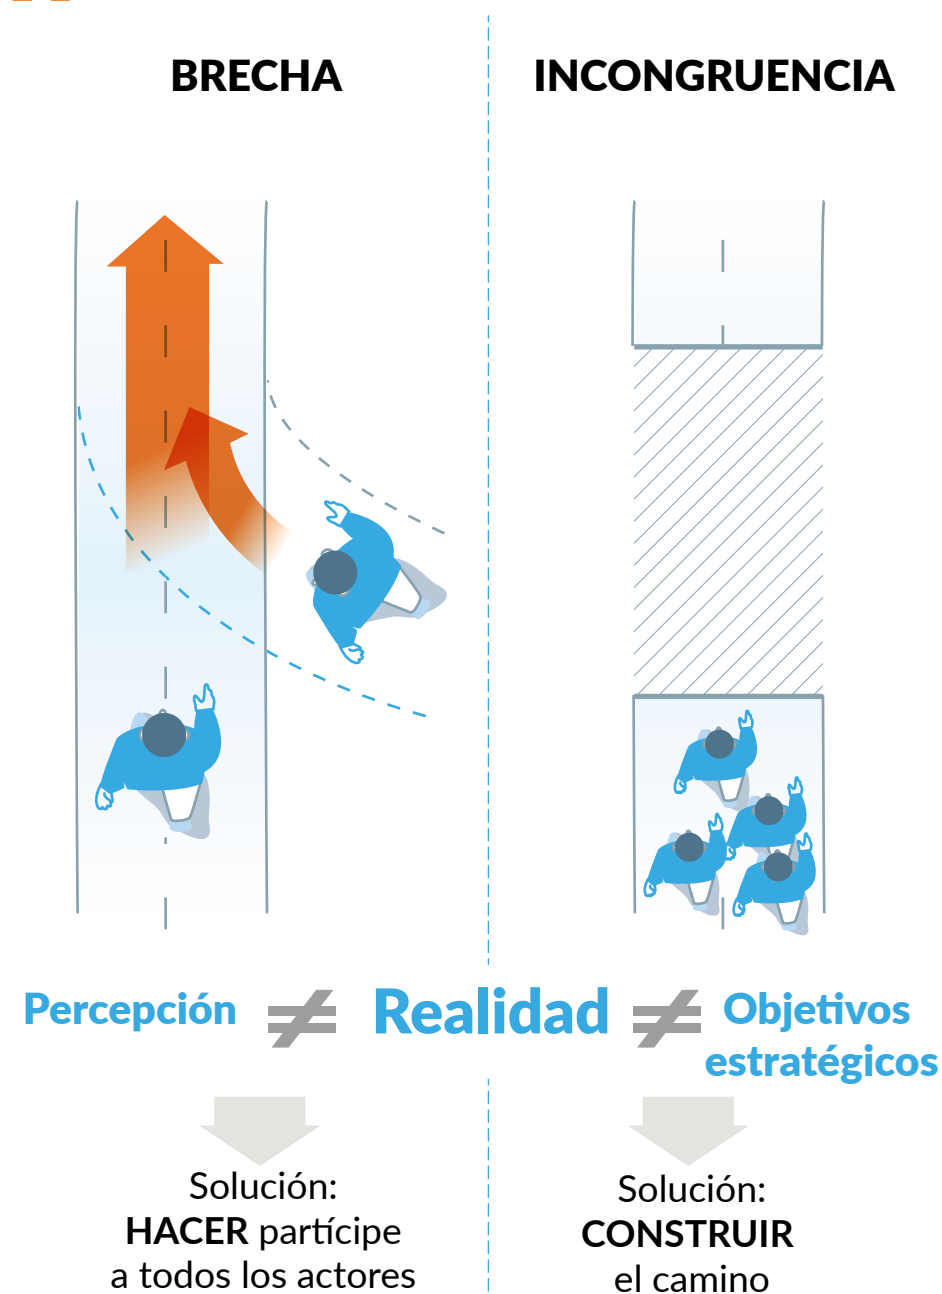 BRECHA
INCONGRUENCIA
Percepción ≠ Realidad ≠ Objetivos
estratégicos
Solución:
HACER partícipe
a todos los actores
Solución:
CONSTRUIR
el camino